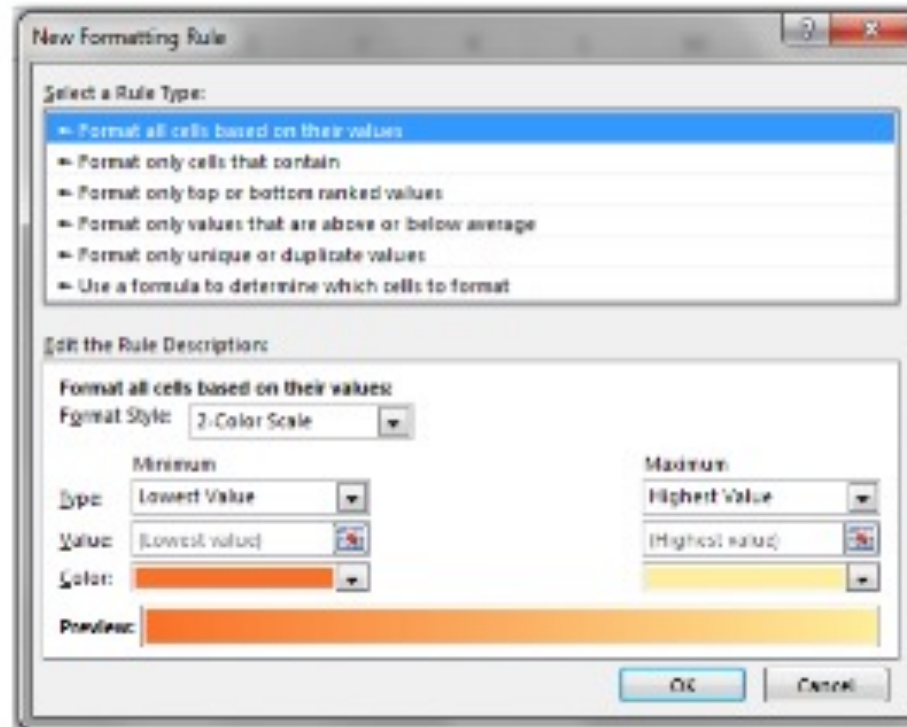 New Formatting Rule
Select a Rule Type:
► Format all cells based on their values
► Format only cells that contain
► Format only top or bottom ranked values
► Format only values that are above or below average
► Format only unique or duplicate values
► Use a formula to determine which cells to format
Edit the Rule Description:
Format all cells based on their values:
Format Style: 2-Color Scale
Minimum Maximum
Type: Lowest Value Highest Value
Value: (Lowest value) (Highest value)
Color:
Preview:
OK Cancel